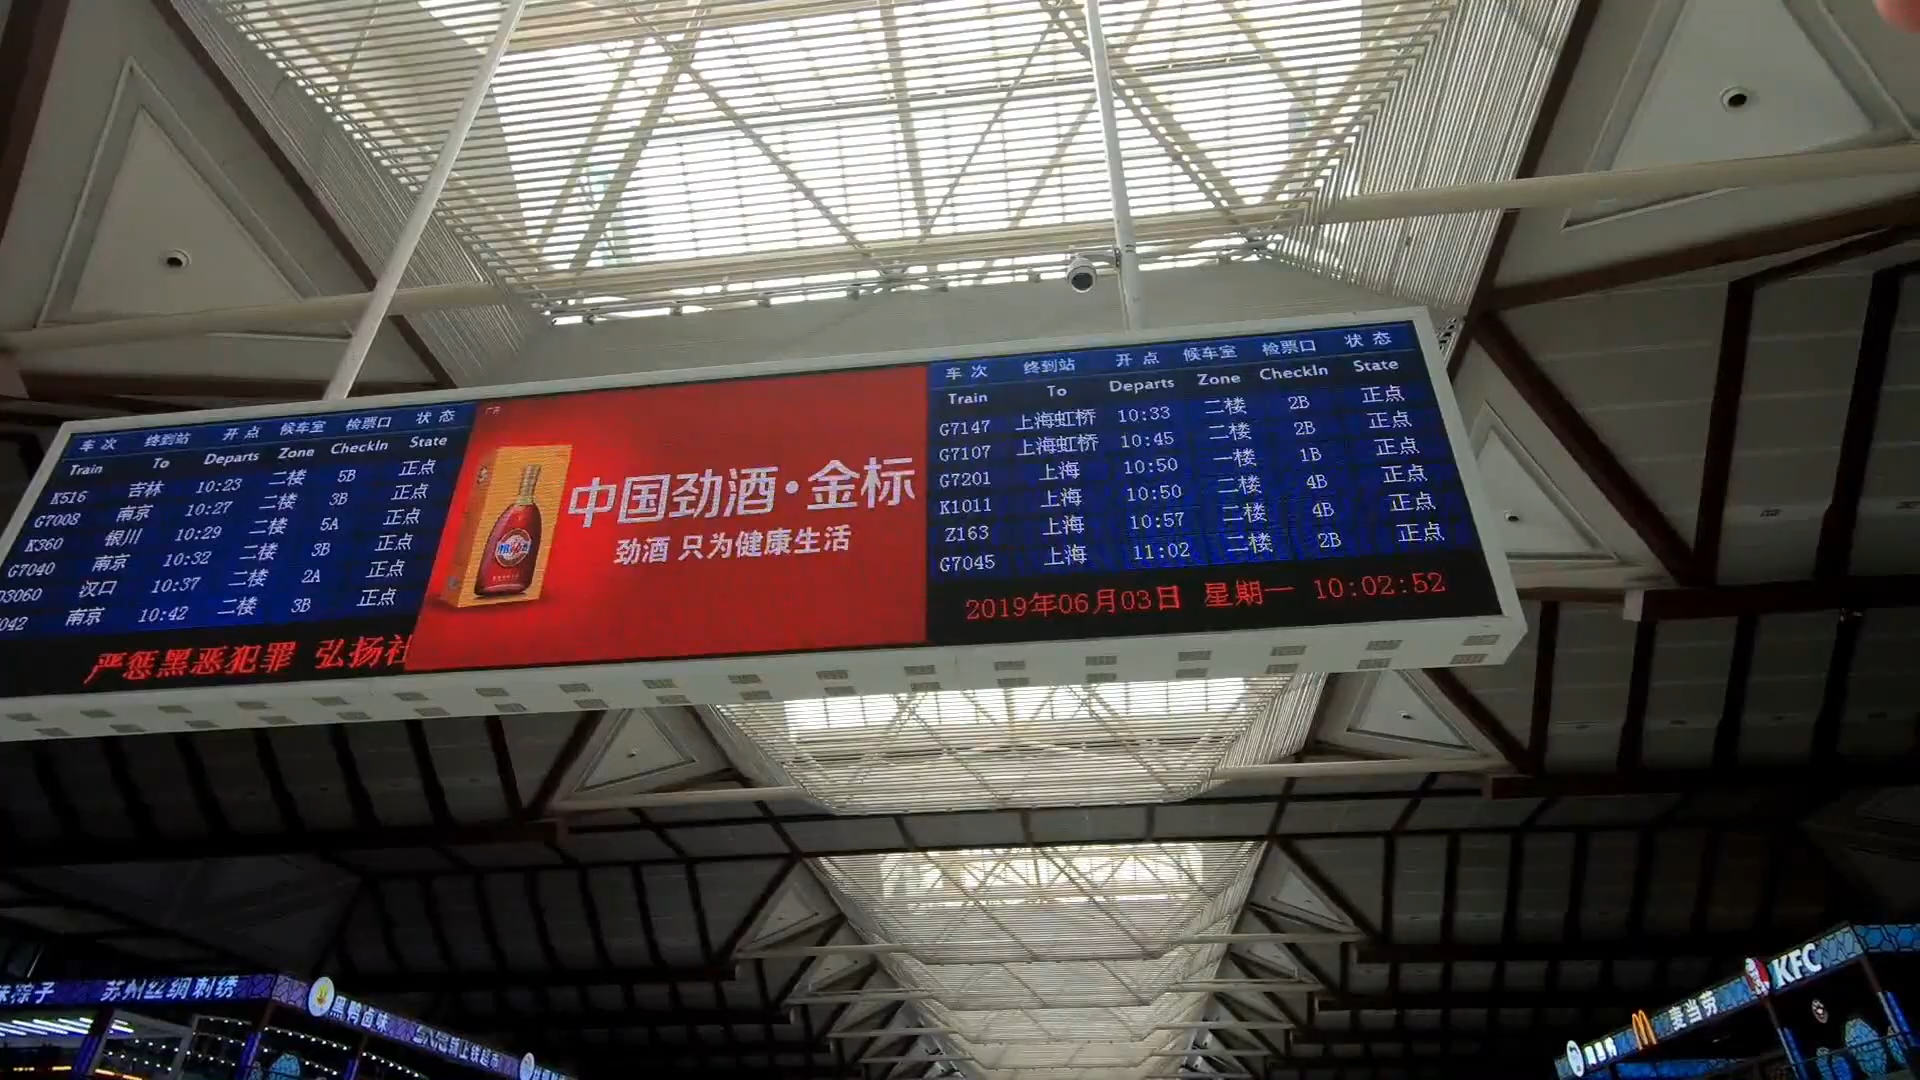 车次 终到站 开点 候车室 检票口 状态
Train To Departs Zone CheckIn State
K516 吉林 10:23 二楼 5B 正点
G7008 南京 10:27 二楼 3B 正点
K360 银川 10:29 二楼 5A 正点
G7040 南京 10:32 二楼 3B 正点
D3060 汉口 10:37 二楼 2A 正点
042 南京 10:42 二楼 3B 正点
严惩黑恶犯罪 弘扬社
广告
中国劲酒·金标
劲酒 只为健康生活
车次 终到站 开点 候车室 检票口 状态
Train To Departs Zone CheckIn State
G7147 上海虹桥 10:33 二楼 2B 正点
G7107 上海虹桥 10:45 二楼 2B 正点
G7201 上海 10:50 一楼 1B 正点
K1011 上海 10:50 二楼 4B 正点
Z163 上海 10:57 二楼 4B 正点
G7045 上海 11:02 二楼 2B 正点
2019年06月03日 星期一 10:02:52
粽子 苏州丝绸刺绣
黑鸭卤味
麦当劳
KFC